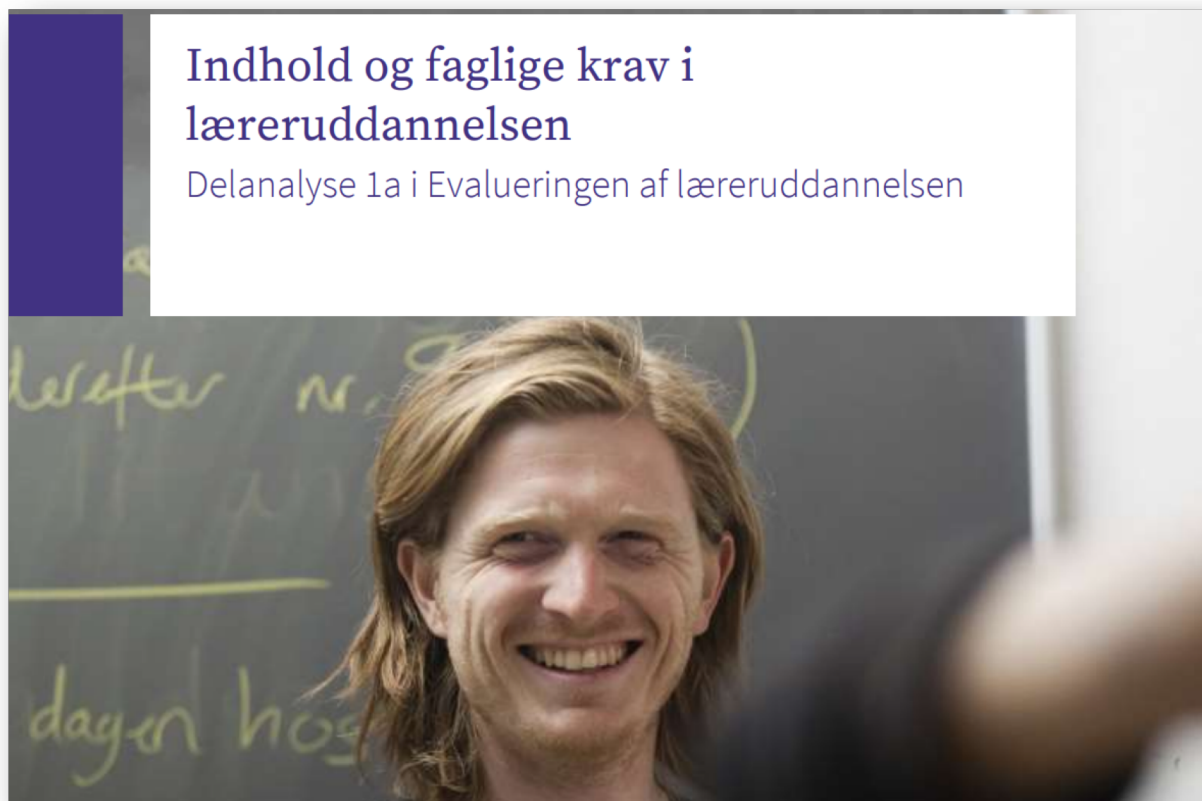 Indhold og faglige krav i
læreruddannelsen
Delanalyse 1a i Evalueringen af læreruddannelsen
derefter nr.
dagen hos